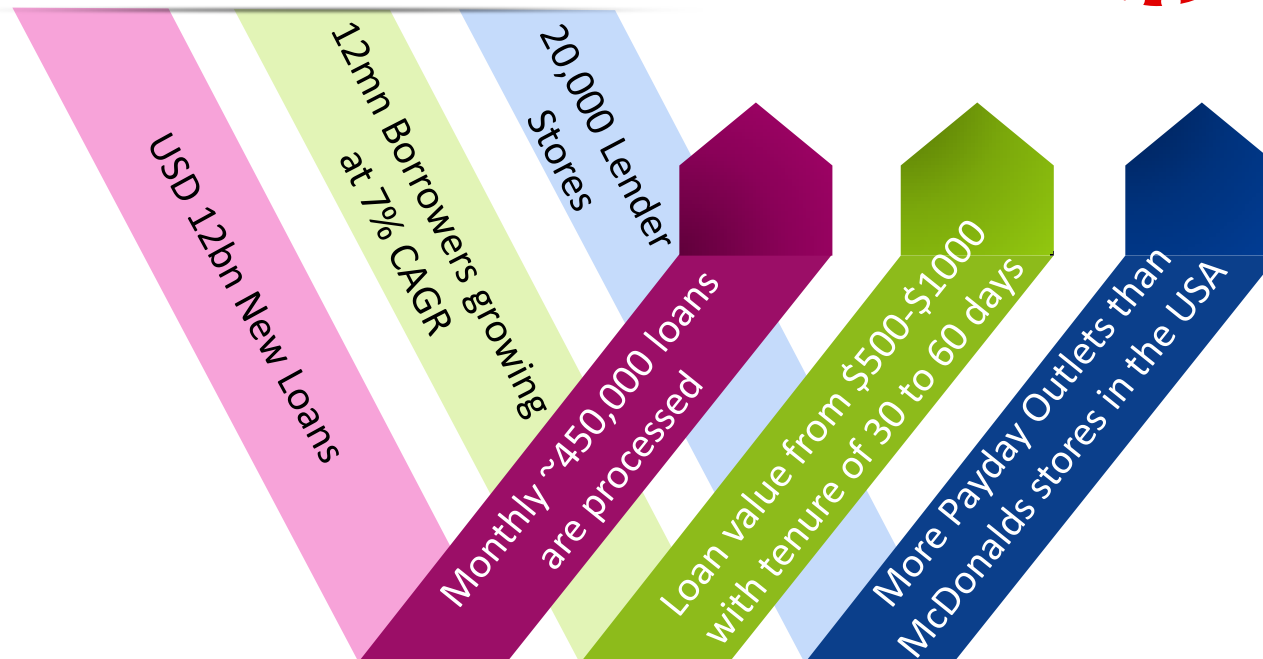 USD 12bn New Loans
12mn Borrowers growing
at 7% CAGR
20,000 Lender
Stores
Monthly ~450,000 loans
are processed
Loan value from $500-$1000
with tenure of 30 to 60 days
More Payday Outlets than
McDonalds stores in the USA